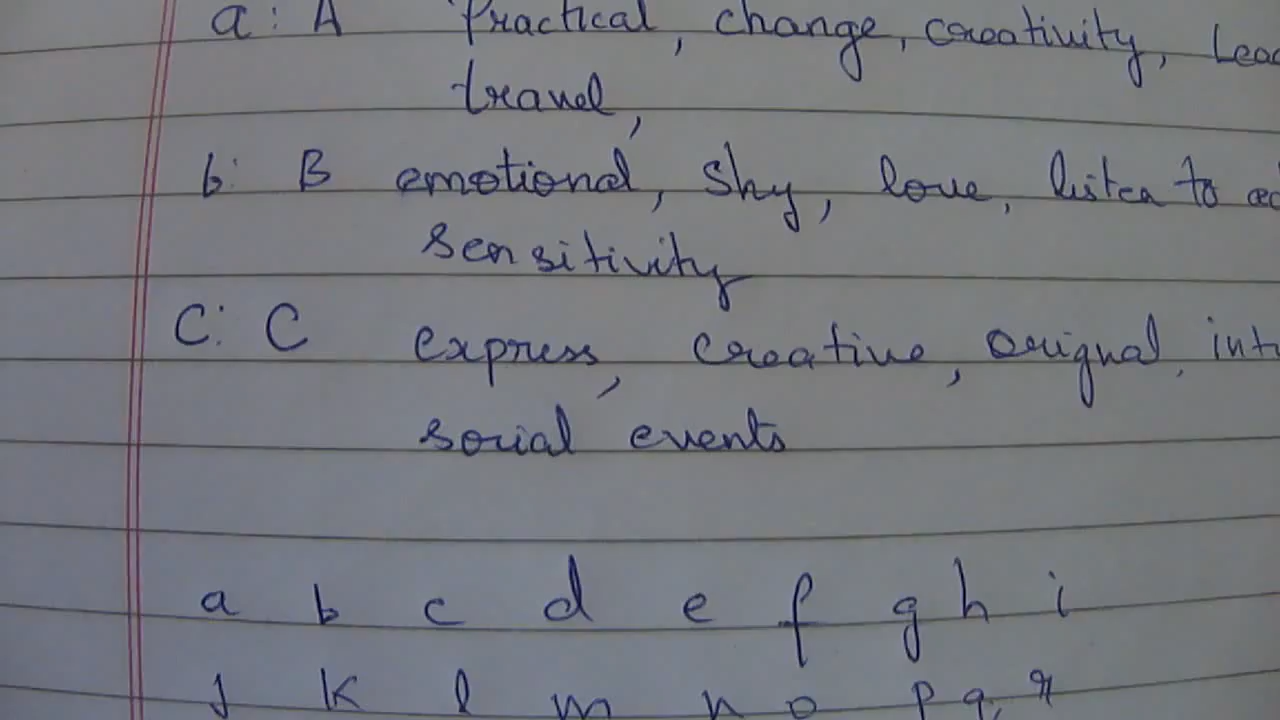 a: A Practical, change, creativity,
travel,
b: B emotional, Shy, love, listen to
sensitivity
C: C express, creative, orignal,
social events
a b c d e f g h i
j k l m n o p q, r